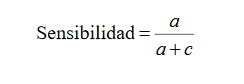 Sensibilidad = a / (a + c)